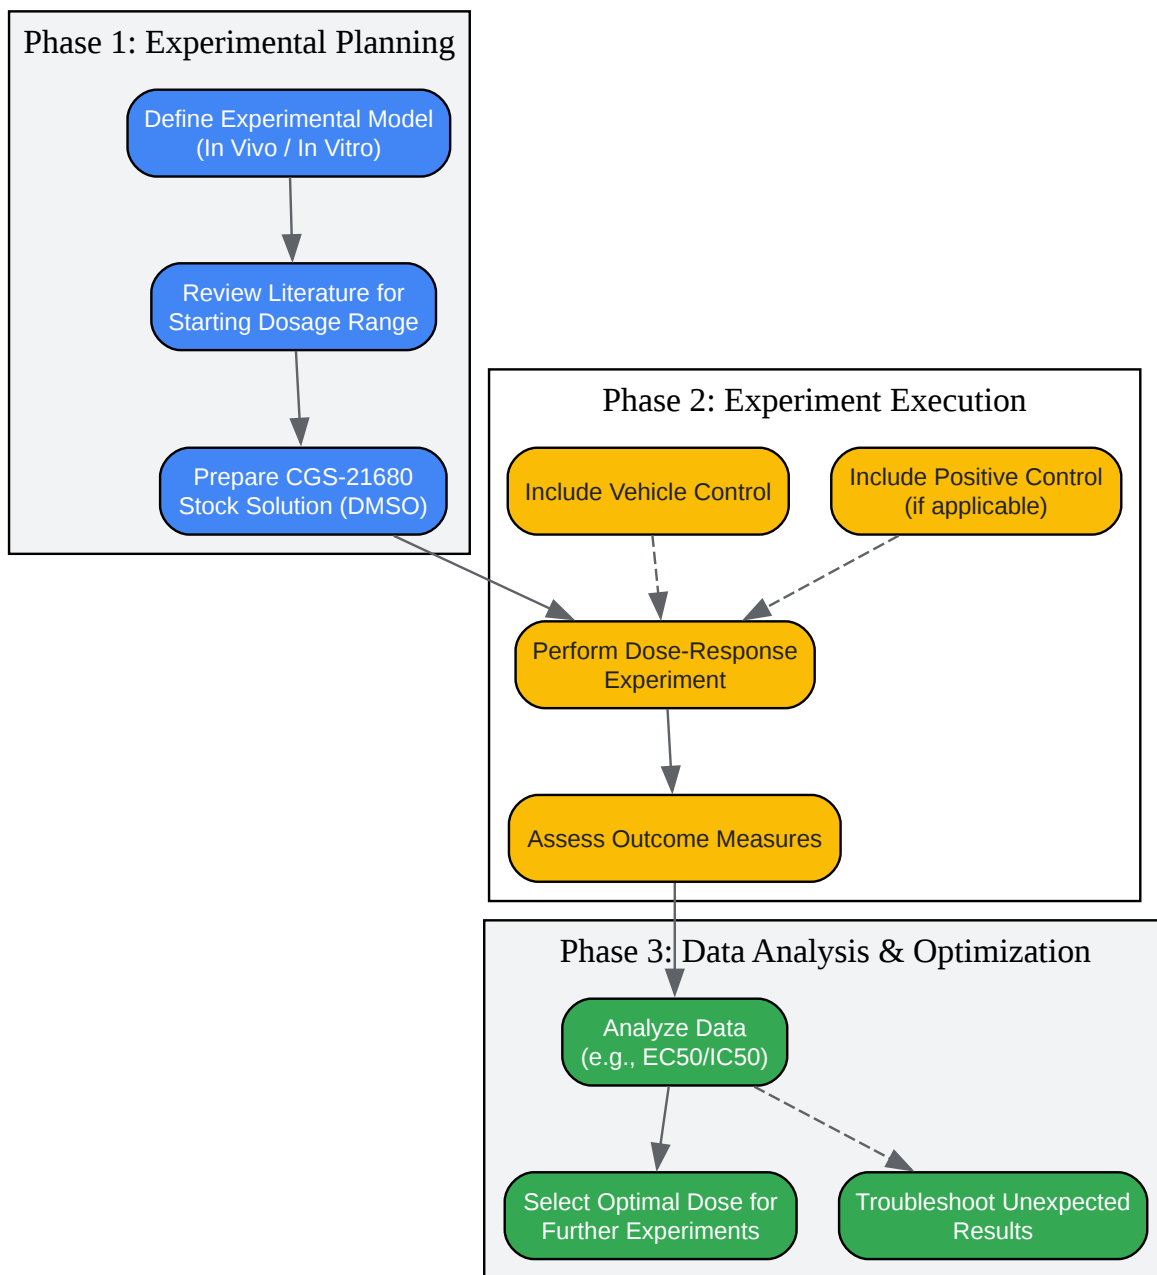 Phase 1: Experimental Planning
Define Experimental Model
(In Vivo / In Vitro)
Review Literature for
Starting Dosage Range
Prepare CGS-21680
Stock Solution (DMSO)
Phase 2: Experiment Execution
Include Vehicle Control
Include Positive Control
(if applicable)
Perform Dose-Response
Experiment
Assess Outcome Measures
Phase 3: Data Analysis & Optimization
Analyze Data
(e.g., EC50/IC50)
Select Optimal Dose for
Further Experiments
Troubleshoot Unexpected
Results